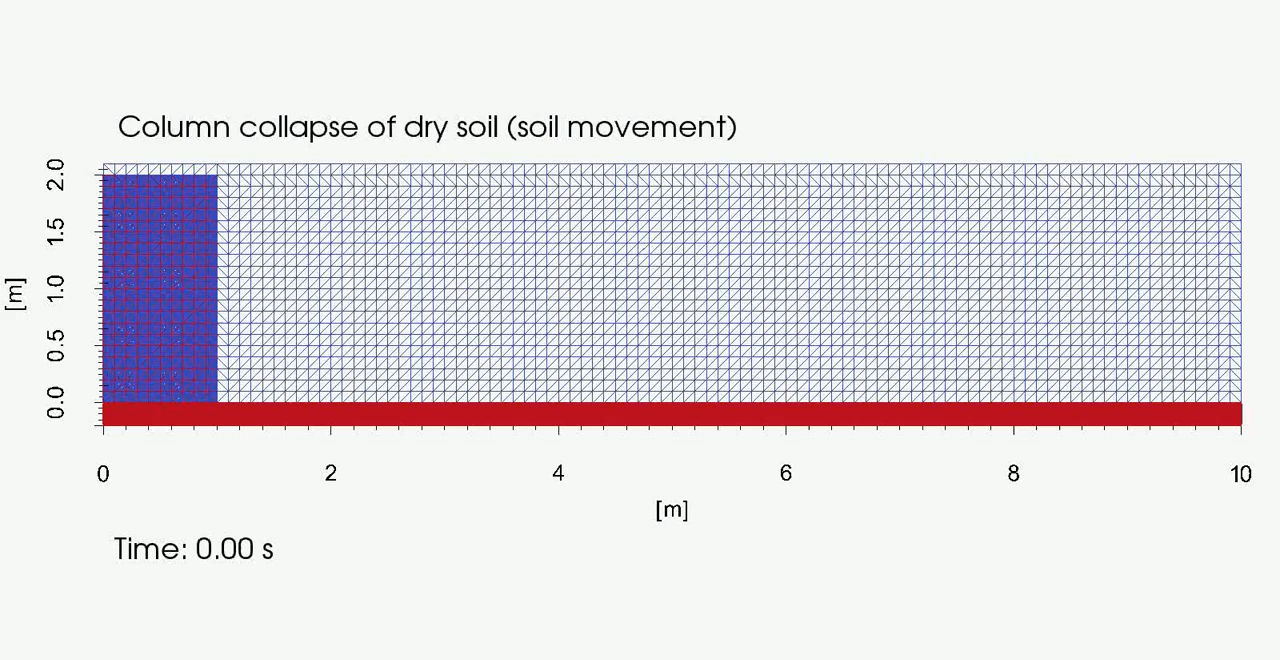 Column collapse of dry soil (soil movement)
2.0
1.5
1.0
0.5
0.0
[m]
0 2 4 6 8 10
[m]
Time: 0.00 s